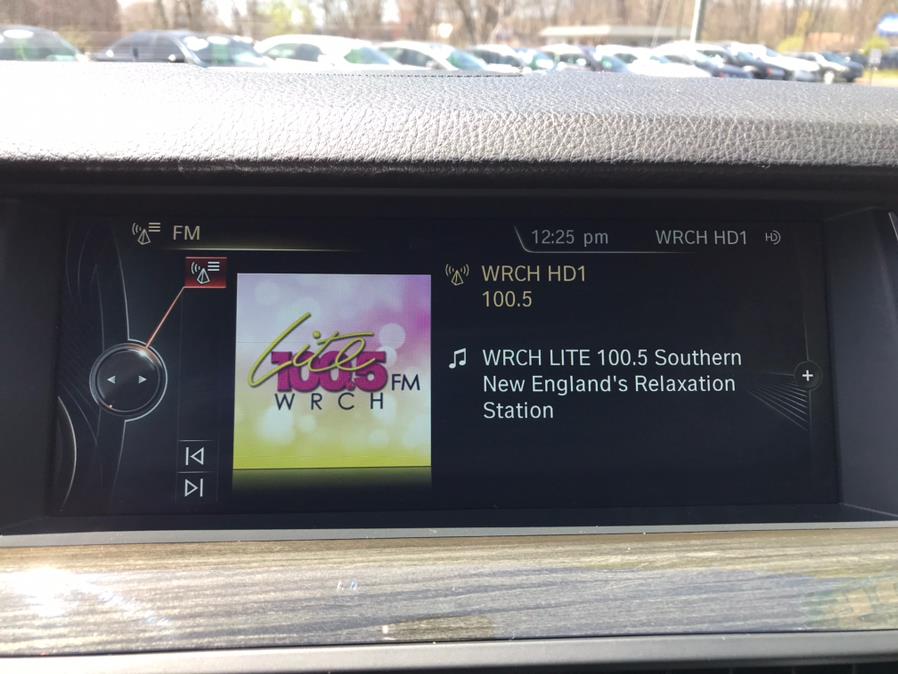 FM
12:25 pm
WRCH HD1
HD
WRCH HD1
100.5
Lite
100.5 FM
WRCH
WRCH LITE 100.5 Southern
New England's Relaxation
Station